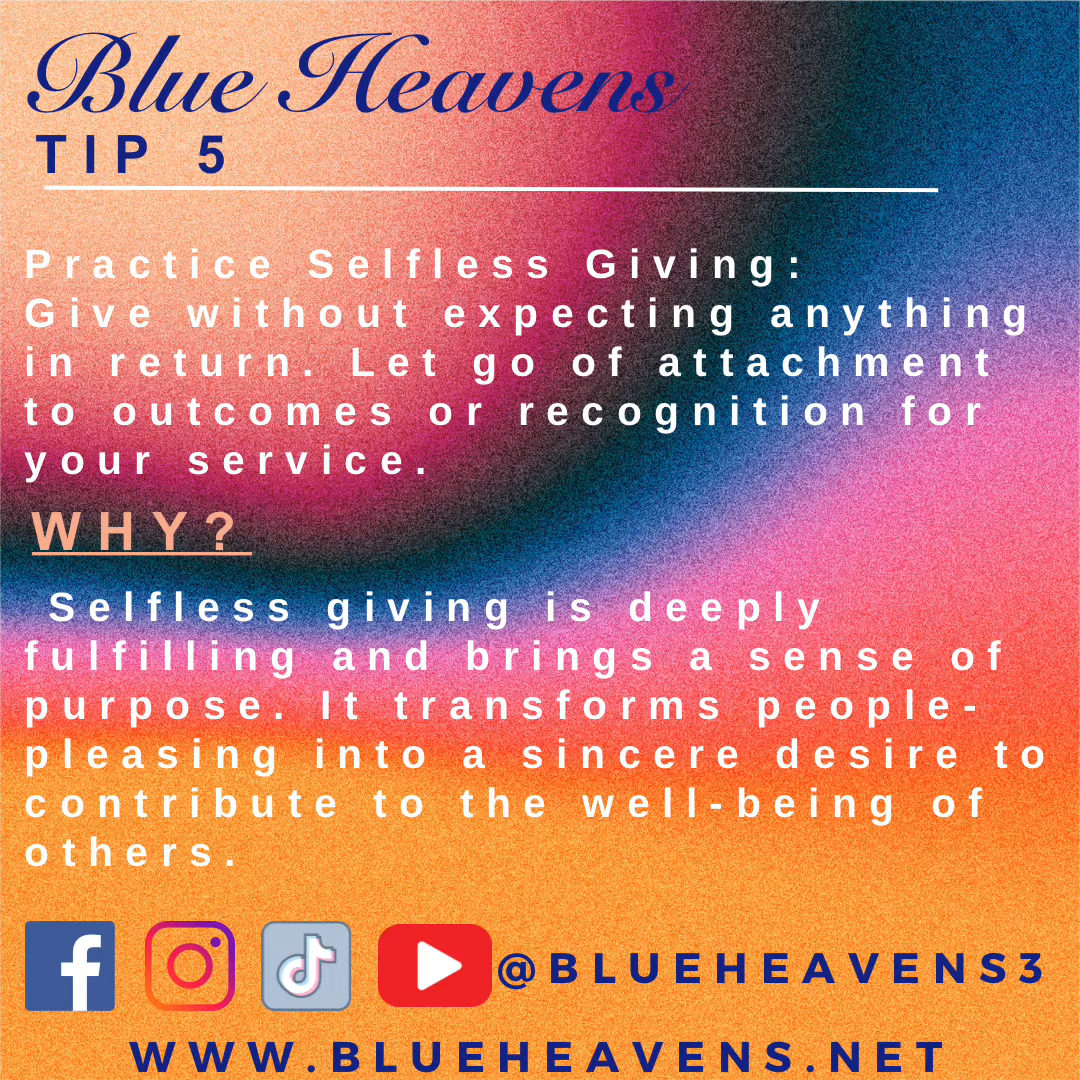 Blue Heavens
TIP 5
Practice Selfless Giving:
Give without expecting anything
in return. Let go of attachment
to outcomes or recognition for
your service.
WHY?
Selfless giving is deeply
fulfilling and brings a sense of
purpose. It transforms people-
pleasing into a sincere desire to
contribute to the well-being of
others.
@BLUEHEAVENS3
WWW.BLUEHEAVENS.NET